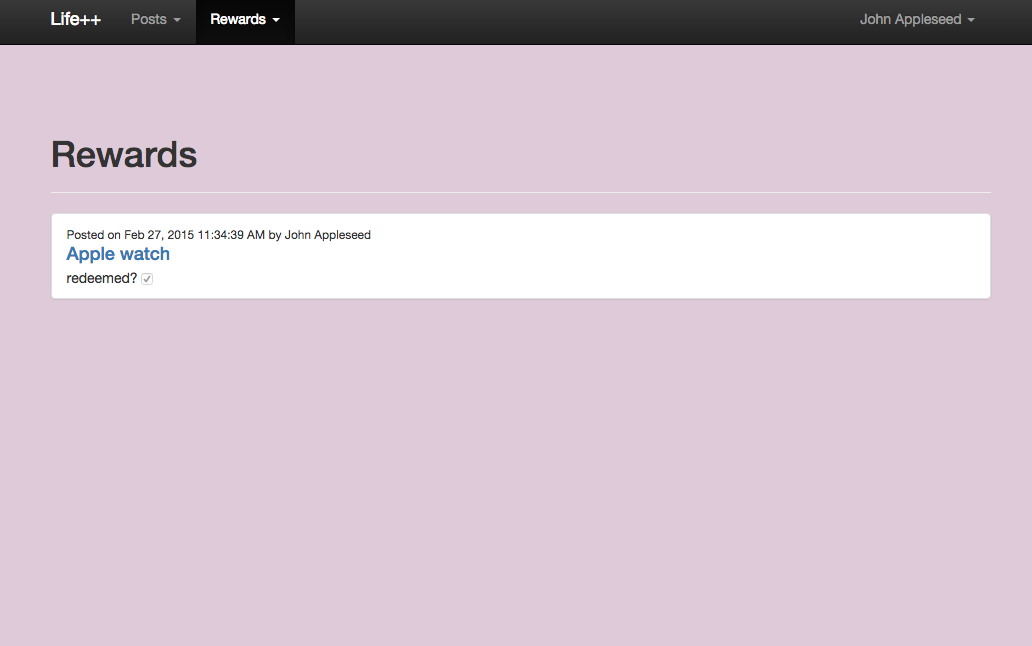 Life++ Posts Rewards John Appleseed
Rewards
Posted on Feb 27, 2015 11:34:39 AM by John Appleseed
Apple watch
redeemed?